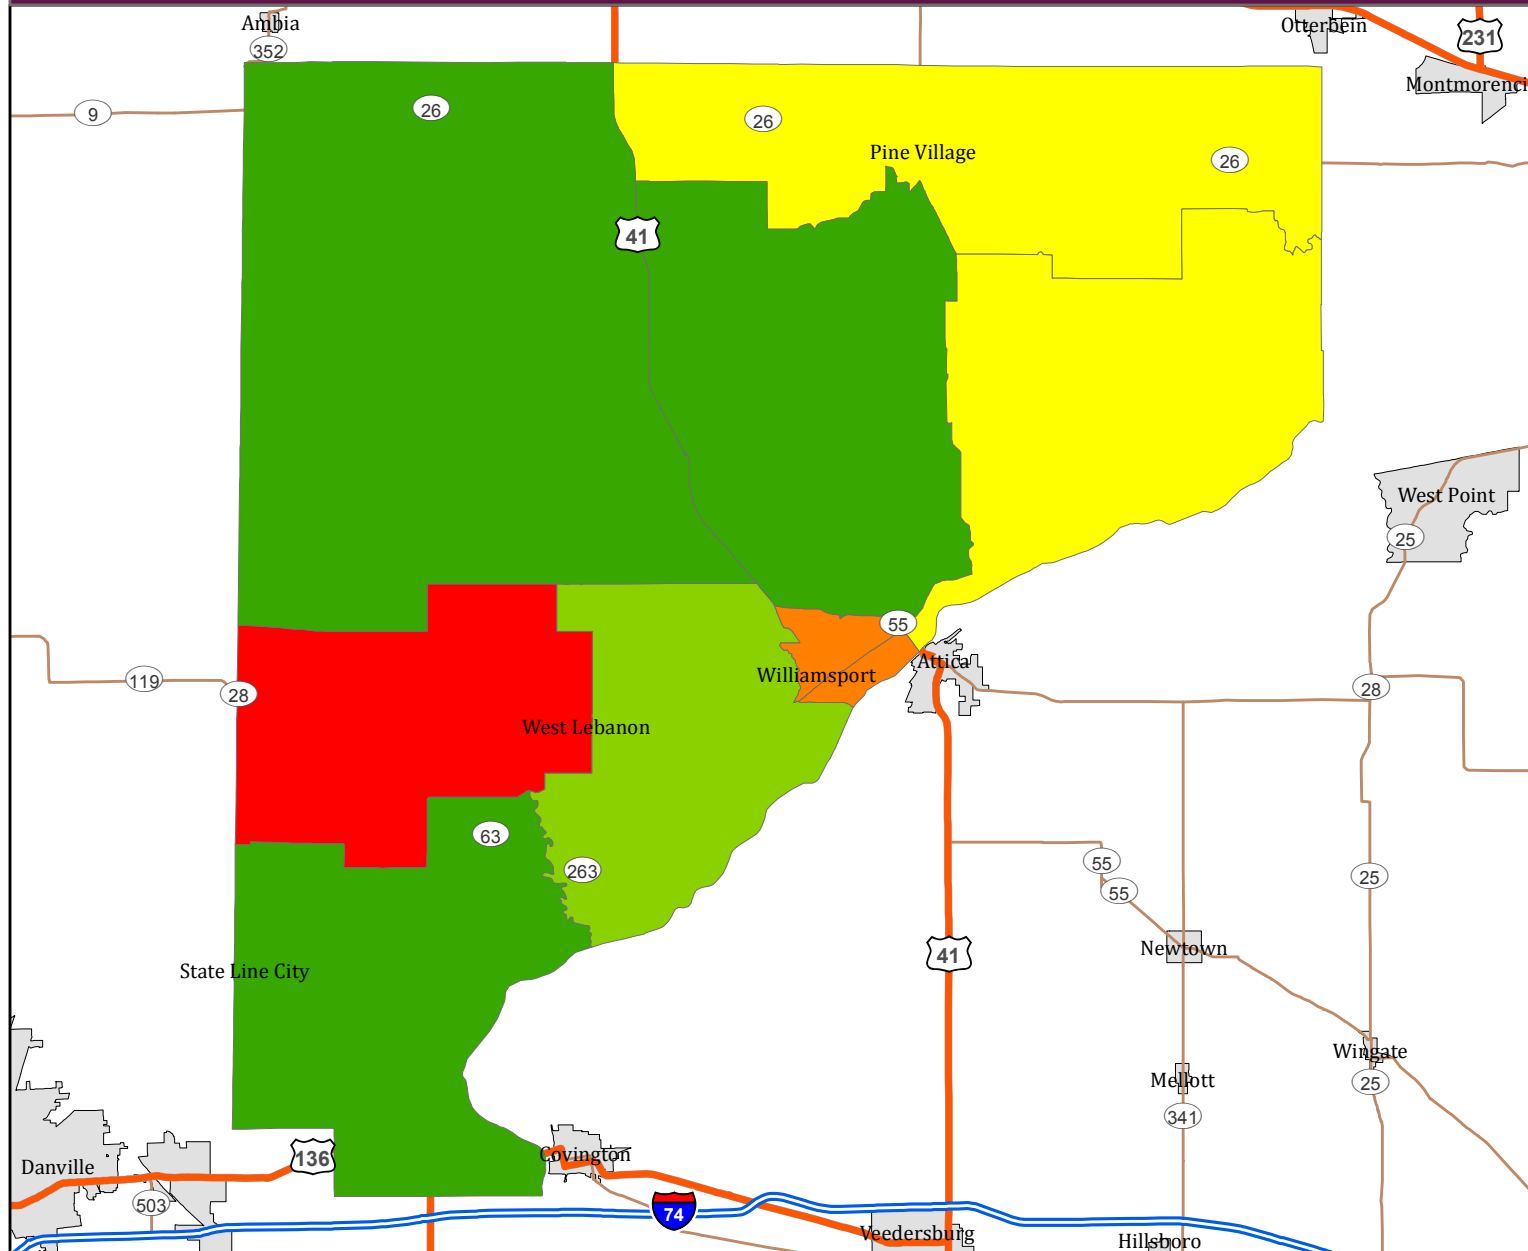 Ambia
Otterbein
352
231
Montmorenci
9
26
26
Pine Village
26
41
West Point
25
55
Attica
Williamsport
119
28
28
West Lebanon
63
263
55
55
25
41
Newtown
State Line City
Wingate
Mellott
25
341
136
Covington
Danville
503
74
Veedersburg
Hillsboro